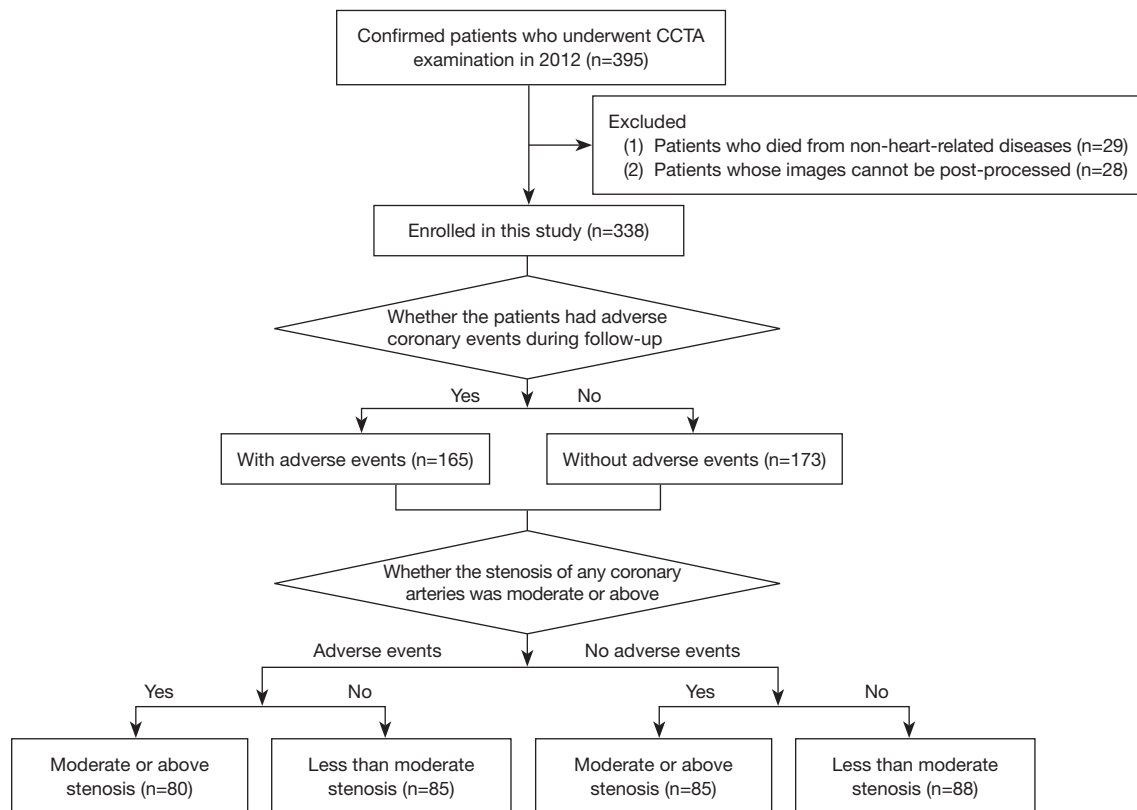 Confirmed patients who underwent CCTA
examination in 2012 (n=395)
Excluded
(1) Patients who died from non-heart-related diseases (n=29)
(2) Patients whose images cannot be post-processed (n=28)
Enrolled in this study (n=338)
Whether the patients had adverse
coronary events during follow-up
Yes
No
With adverse events (n=165)
Without adverse events (n=173)
Whether the stenosis of any coronary
arteries was moderate or above
Adverse events
No adverse events
Yes
No
Yes
No
Moderate or above
stenosis (n=80)
Less than moderate
stenosis (n=85)
Moderate or above
stenosis (n=85)
Less than moderate
stenosis (n=88)